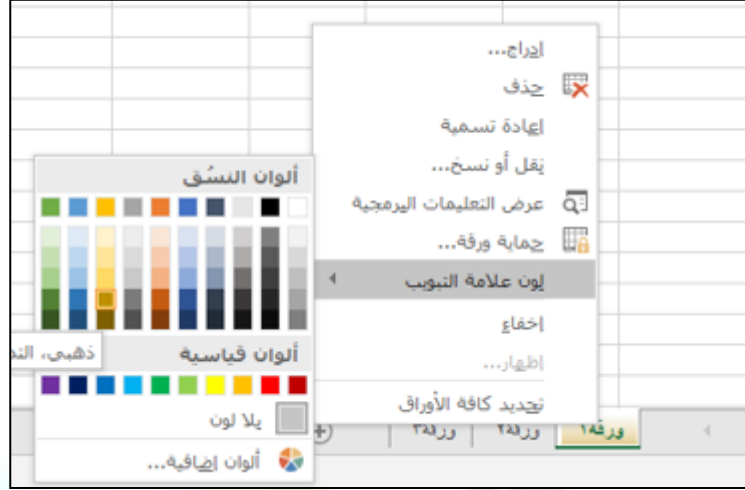 إدراج...
حذف
إعادة تسمية
نقل أو نسخ...
عرض التعليمات البرمجية
حماية ورقة...
لون علامة التبويب
إخفاء
إظهار...
تحديد كافة الأوراق
ألوان النسُق
ألوان قياسية
ذهبي،
بلا لون
ألوان إضافية...
ورقة١ ورقة٢ ورقة٣